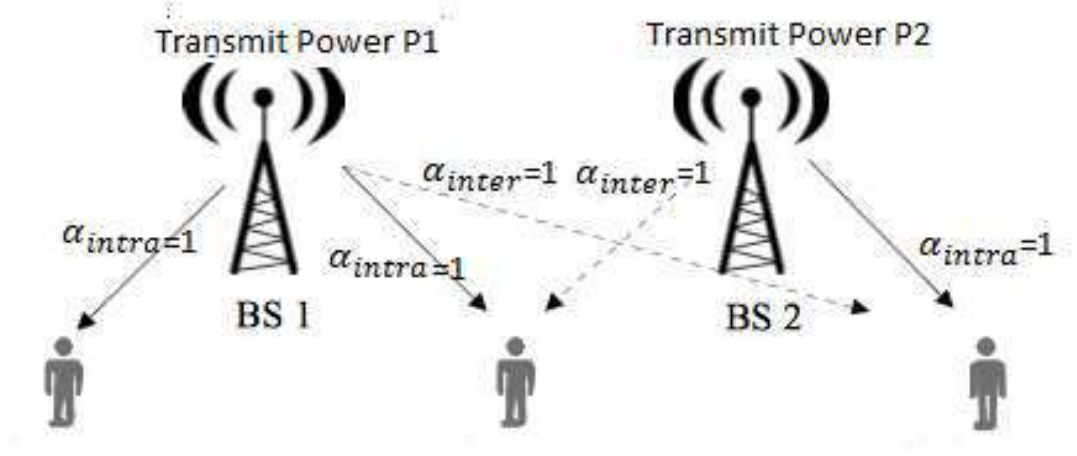 Transmit Power P1
Transmit Power P2
α_inter=1 α_inter=1
α_intra=1
α_intra=1
α_intra=1
BS 1
BS 2